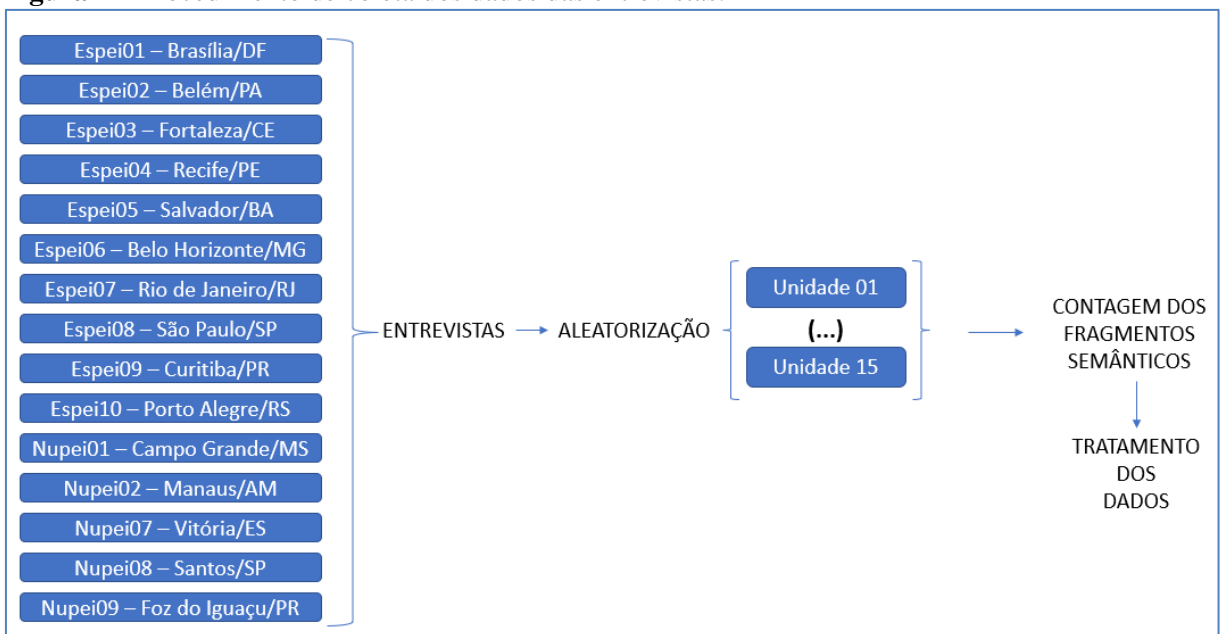 Espei01 – Brasília/DF
Espei02 – Belém/PA
Espei03 – Fortaleza/CE
Espei04 – Recife/PE
Espei05 – Salvador/BA
Espei06 – Belo Horizonte/MG
Espei07 – Rio de Janeiro/RJ
Espei08 – São Paulo/SP
Espei09 – Curitiba/PR
Espei10 – Porto Alegre/RS
Nupei01 – Campo Grande/MS
Nupei02 – Manaus/AM
Nupei07 – Vitória/ES
Nupei08 – Santos/SP
Nupei09 – Foz do Iguaçu/PR
ENTREVISTAS
ALEATORIZAÇÃO
Unidade 01
(...)
Unidade 15
CONTAGEM DOS
FRAGMENTOS
SEMÂNTICOS
TRATAMENTO
DOS
DADOS